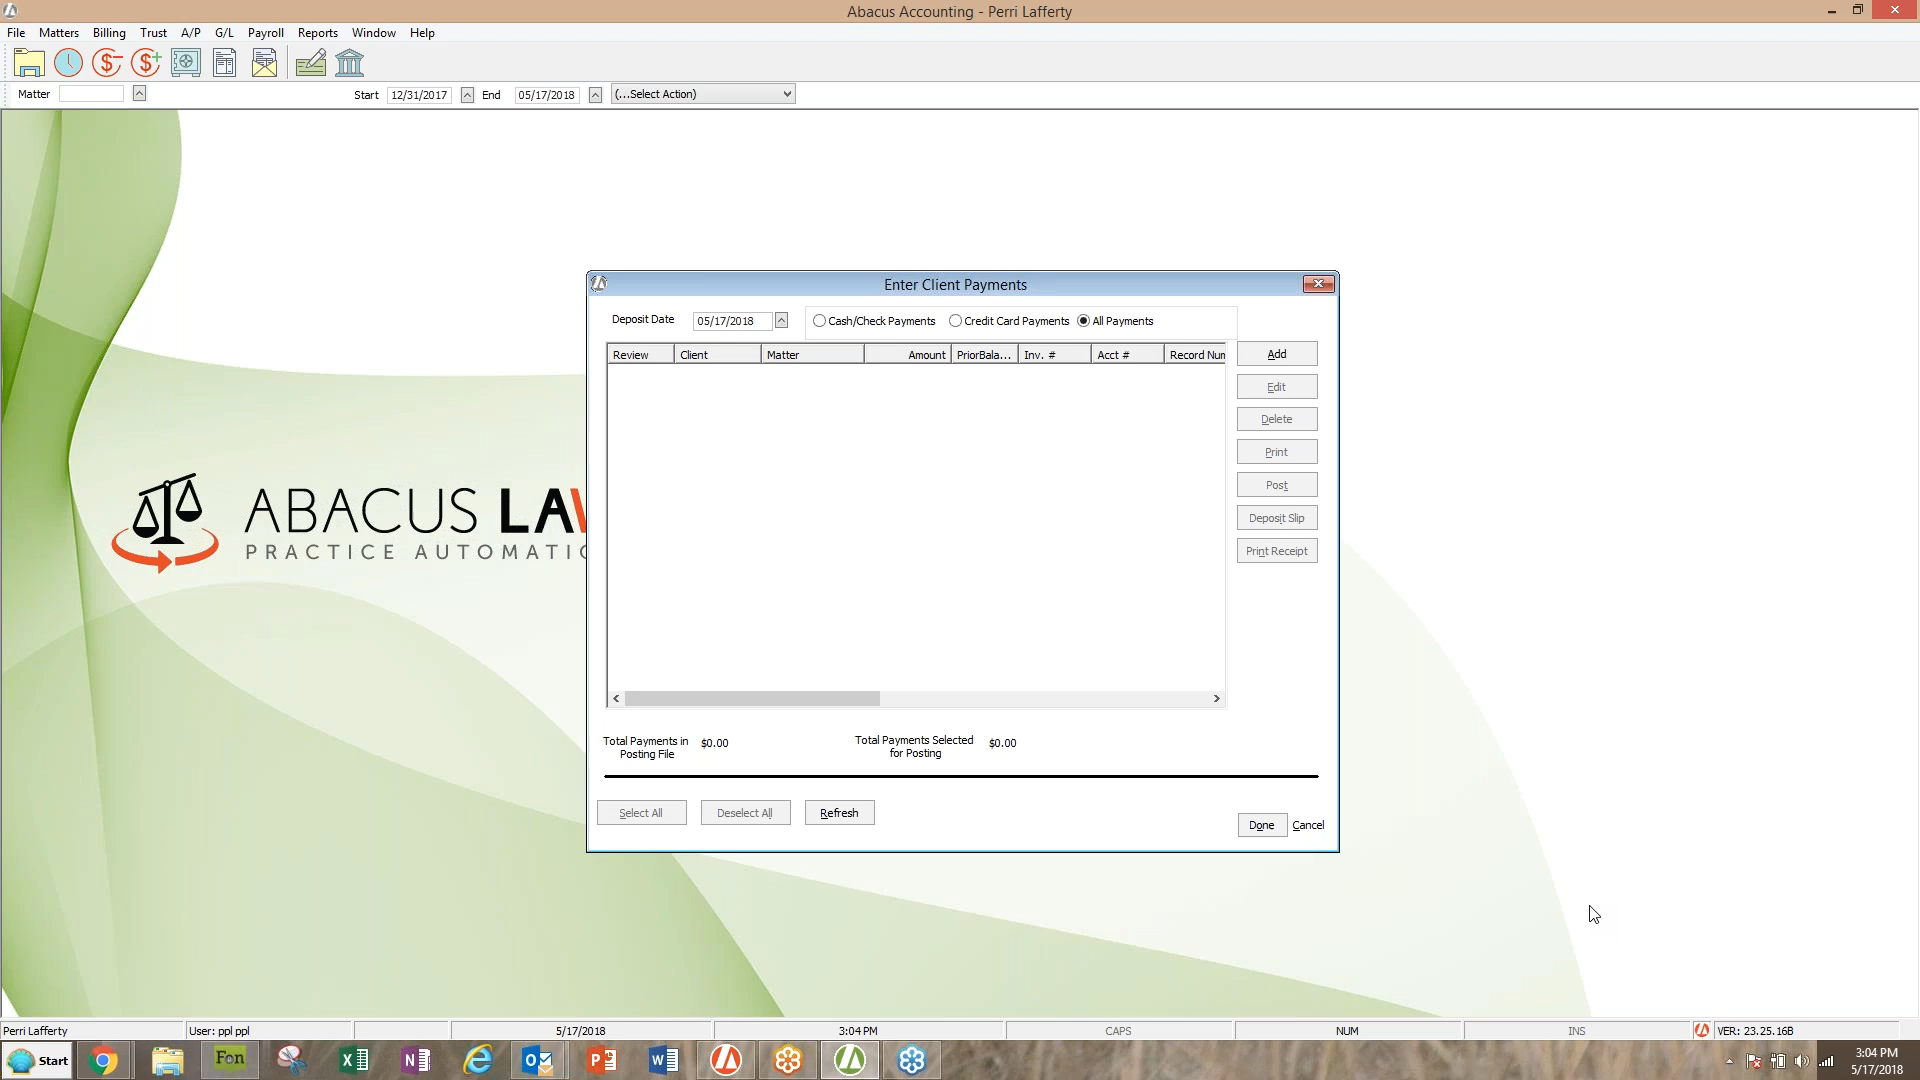 Abacus Accounting - Perri Lafferty
File Matters Billing Trust A/P G/L Payroll Reports Window Help
Matter Start 12/31/2017 End 05/17/2018 (...Select Action)
Enter Client Payments
Deposit Date 05/17/2018 Cash/Check Payments Credit Card Payments All Payments
Review Client Matter Amount PriorBala... Inv. # Acct # Record Num
Add
Edit
Delete
Print
Post
Deposit Slip
Print Receipt
ABACUS LAW
PRACTICE AUTOMATIC
Total Payments in
Posting File
$0.00
Total Payments Selected
for Posting
$0.00
Select All Deselect All Refresh
Done Cancel
Perri Lafferty User: ppl ppl 5/17/2018 3:04 PM CAPS NUM INS VER: 23.25.16B
Start Fon 3:04 PM
5/17/2018